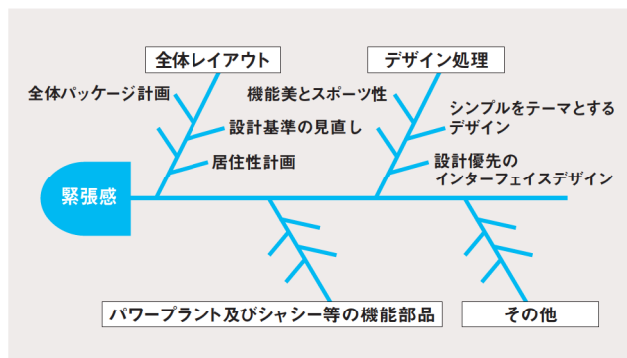 全体レイアウト
デザイン処理
全体パッケージ計画
設計基準の見直し
居住性計画
機能美とスポーツ性
シンプルをテーマとする
デザイン
設計優先の
インターフェイスデザイン
緊張感
パワープラント及びシャシー等の機能部品
その他